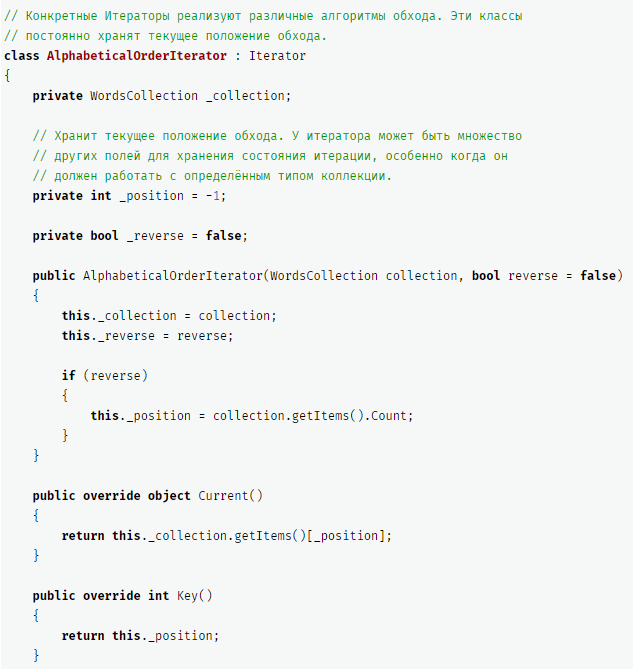 // Конкретные Итераторы реализуют различные алгоритмы обхода. Эти классы
// постоянно хранят текущее положение обхода.
class AlphabeticalOrderIterator : Iterator
{
    private WordsCollection _collection;

    // Хранит текущее положение обхода. У итератора может быть множество
    // других полей для хранения состояния итерации, особенно когда он
    // должен работать с определённым типом коллекции.
    private int _position = -1;

    private bool _reverse = false;

    public AlphabeticalOrderIterator(WordsCollection collection, bool reverse = false)
    {
        this._collection = collection;
        this._reverse = reverse;

        if (reverse)
        {
            this._position = collection.getItems().Count;
        }
    }

    public override object Current()
    {
        return this._collection.getItems()[_position];
    }

    public override int Key()
    {
        return this._position;
    }